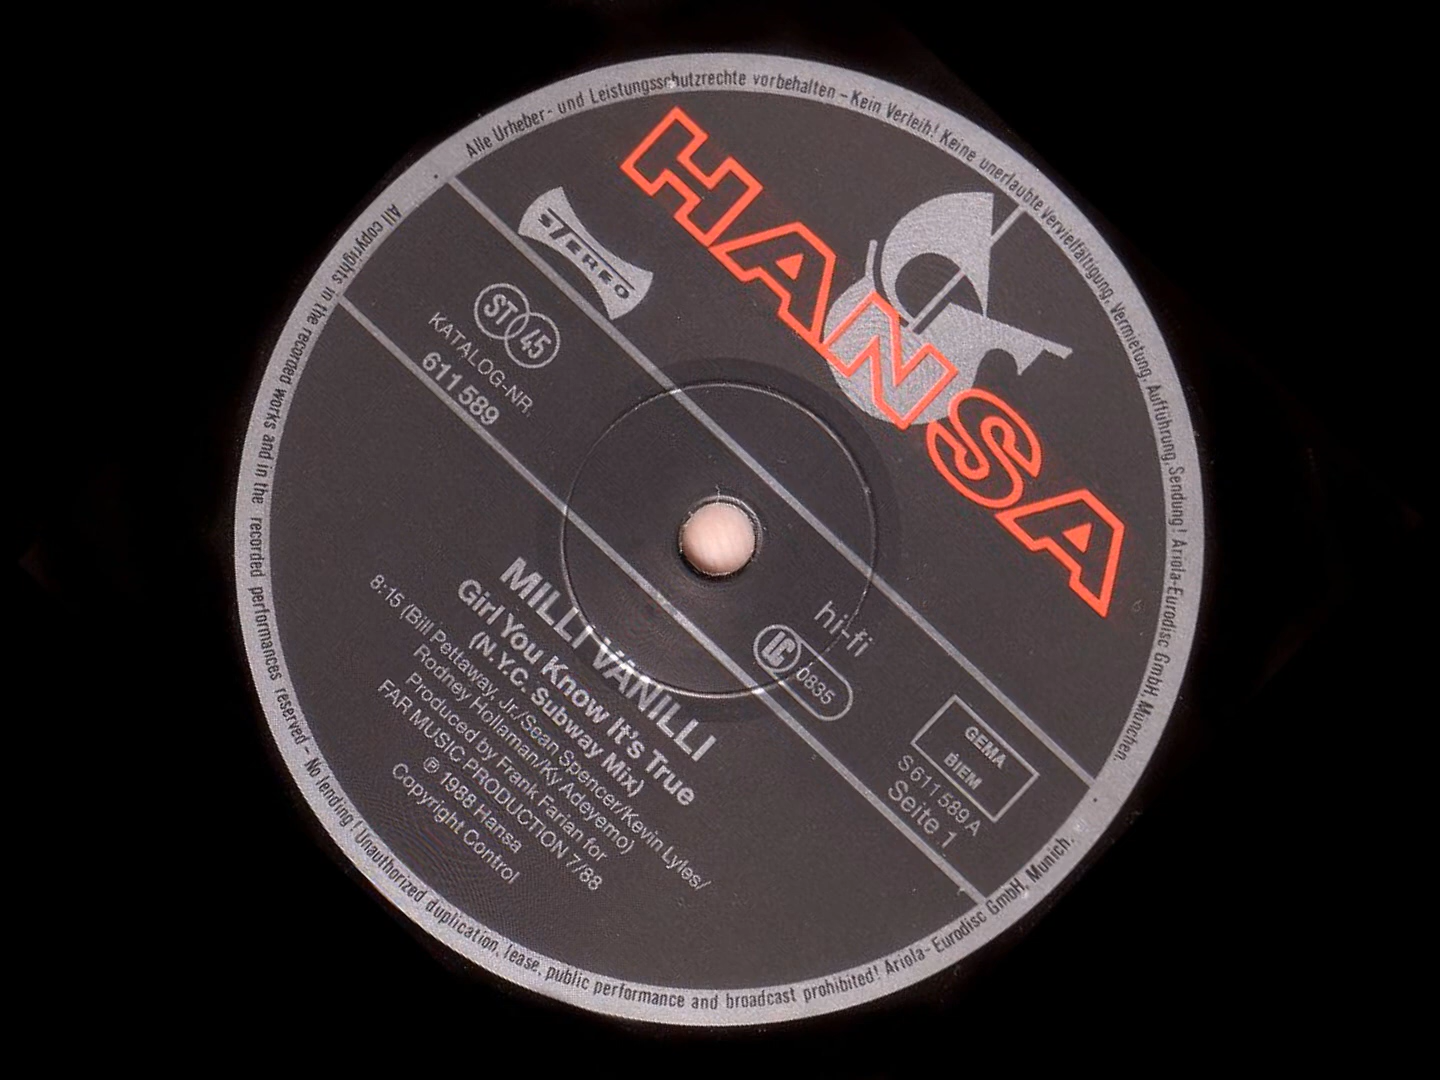 Alle Urheber- und Leistungsschutzrechte vorbehalten – Kein Verleih! Keine unerlaubte Vervielfältigung, Vermietung, Aufführung, Sendung! Ariola-Eurodisc GmbH, München.
HANSA
STEREO
ST 45
KATALOG-NR.
611 589
hi-fi
LC 0835
GEMA
BIEM
S 611 589 A
Seite 1
MILLI VANILLI
Girl You Know It's True
(N.Y.C. Subway Mix)
8:15 (Bill Pettaway, Jr./Sean Spencer/Kevin Lyles/
Rodney Hollaman/Ky Adeyemo)
Produced by Frank Farian for
FAR MUSIC PRODUCTION 7/88
℗ 1988 Hansa
Copyright Control
All copyrights in the recorded works and in the recorded performances reserved – No lending! Unauthorized duplication, lease, public performance and broadcast prohibited! Ariola-Eurodisc GmbH, Munich.